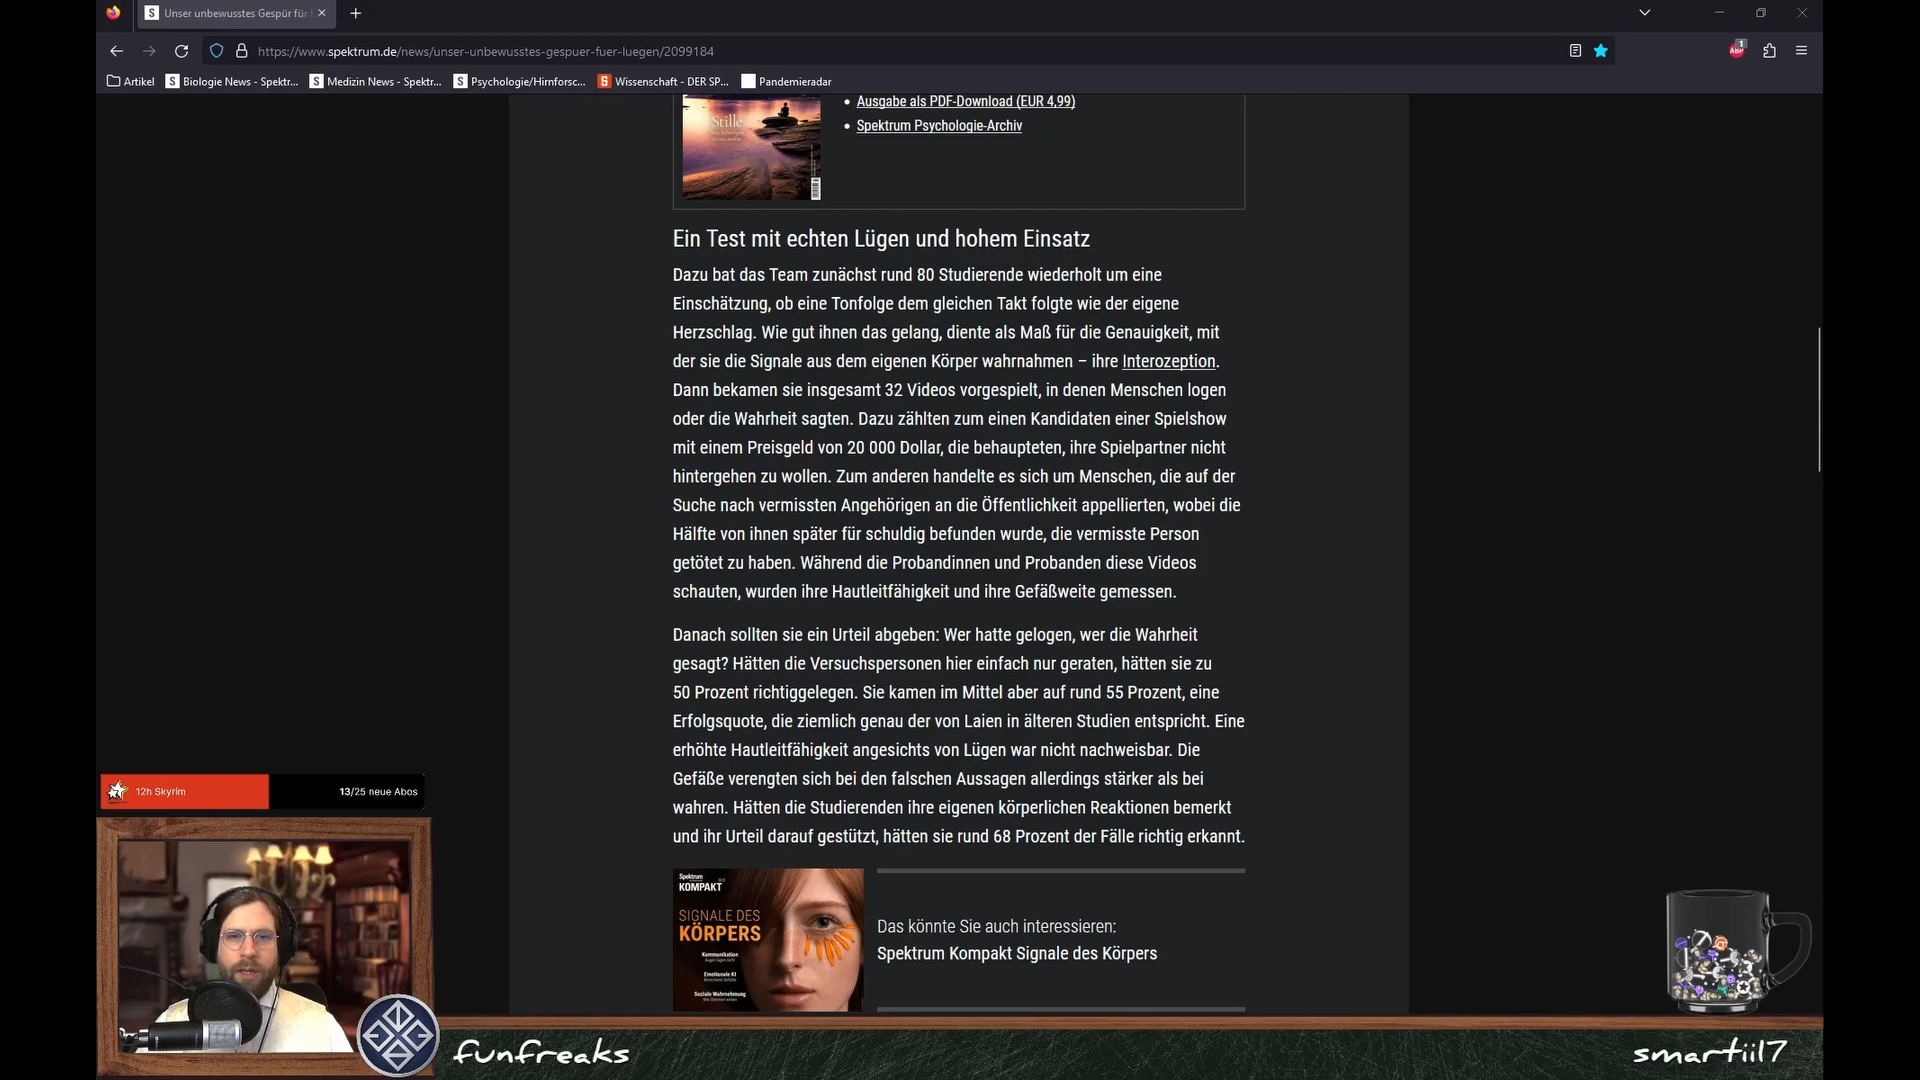 Unser unbewusstes Gespür für
https://www.spektrum.de/news/unser-unbewusstes-gespuer-fuer-luegen/2099184
ABP
1
Artikel
Biologie News - Spektr...
Medizin News - Spektr...
Psychologie/Hirnforsc...
Wissenschaft - DER SP...
Pandemieradar
Stille
Ausgabe als PDF-Download (EUR 4,99)
Spektrum Psychologie-Archiv
Ein Test mit echten Lügen und hohem Einsatz
Dazu bat das Team zunächst rund 80 Studierende wiederholt um eine
Einschätzung, ob eine Tonfolge dem gleichen Takt folgte wie der eigene
Herzschlag. Wie gut ihnen das gelang, diente als Maß für die Genauigkeit, mit
der sie die Signale aus dem eigenen Körper wahrnahmen – ihre Interozeption.
Dann bekamen sie insgesamt 32 Videos vorgespielt, in denen Menschen logen
oder die Wahrheit sagten. Dazu zählten zum einen Kandidaten einer Spielshow
mit einem Preisgeld von 20 000 Dollar, die behaupteten, ihre Spielpartner nicht
hintergehen zu wollen. Zum anderen handelte es sich um Menschen, die auf der
Suche nach vermissten Angehörigen an die Öffentlichkeit appellierten, wobei die
Hälfte von ihnen später für schuldig befunden wurde, die vermisste Person
getötet zu haben. Während die Probandinnen und Probanden diese Videos
schauten, wurden ihre Hautleitfähigkeit und ihre Gefäßweite gemessen.
Danach sollten sie ein Urteil abgeben: Wer hatte gelogen, wer die Wahrheit
gesagt? Hätten die Versuchspersonen hier einfach nur geraten, hätten sie zu
50 Prozent richtiggelegen. Sie kamen im Mittel aber auf rund 55 Prozent, eine
Erfolgsquote, die ziemlich genau der von Laien in älteren Studien entspricht. Eine
erhöhte Hautleitfähigkeit angesichts von Lügen war nicht nachweisbar. Die
Gefäße verengten sich bei den falschen Aussagen allerdings stärker als bei
wahren. Hätten die Studierenden ihre eigenen körperlichen Reaktionen bemerkt
und ihr Urteil darauf gestützt, hätten sie rund 68 Prozent der Fälle richtig erkannt.
12h Skyrim
13/25 neue Abos
Spektrum
KOMPAKT
SIGNALE DES
KÖRPERS
Kommunikation
Emotionale KI
Soziale Wahrnehmung
Das könnte Sie auch interessieren:
Spektrum Kompakt Signale des Körpers
funfreaks
smartiil7